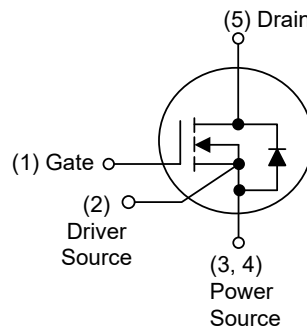 (5) Drain
(1) Gate
(2)
Driver
Source
(3, 4)
Power
Source